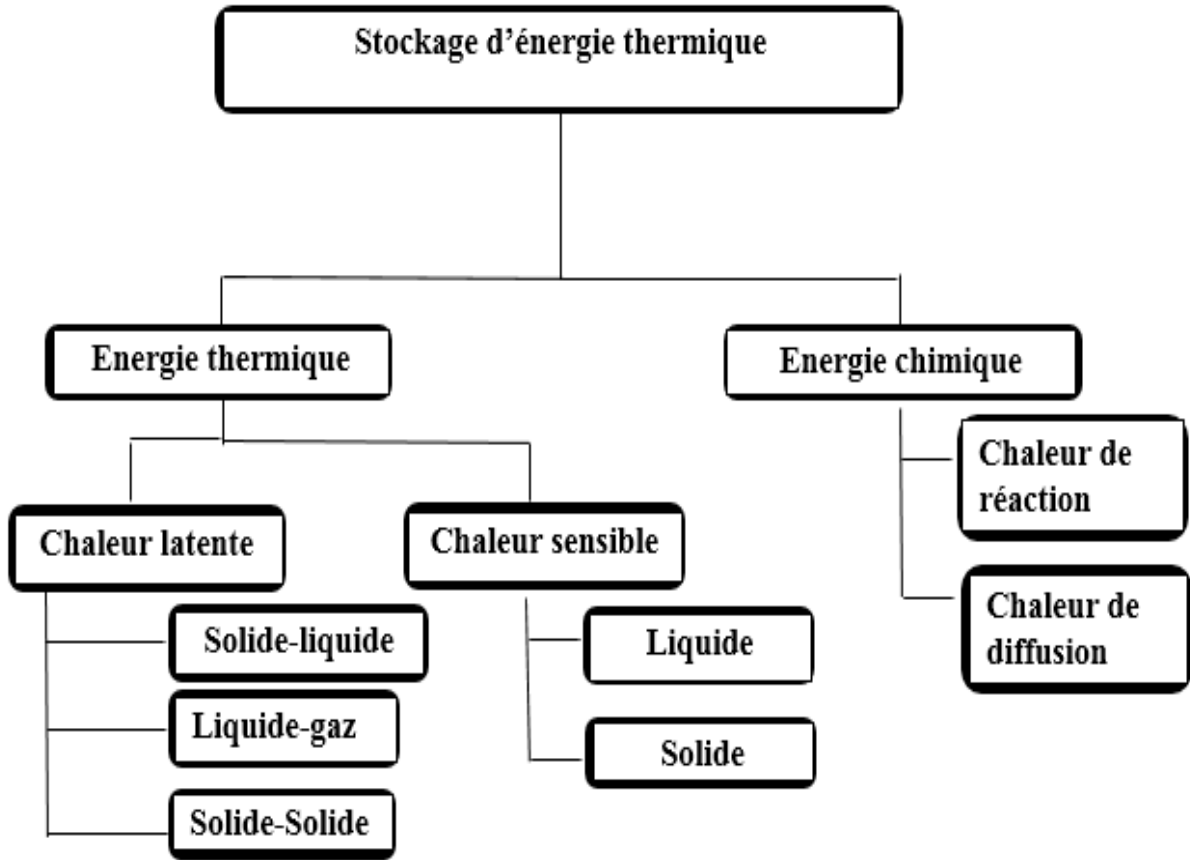 Stockage d’énergie thermique
Energie thermique
Energie chimique
Chaleur de
réaction
Chaleur latente
Chaleur sensible
Chaleur de
diffusion
Solide-liquide
Liquide
Liquide-gaz
Solide
Solide-Solide